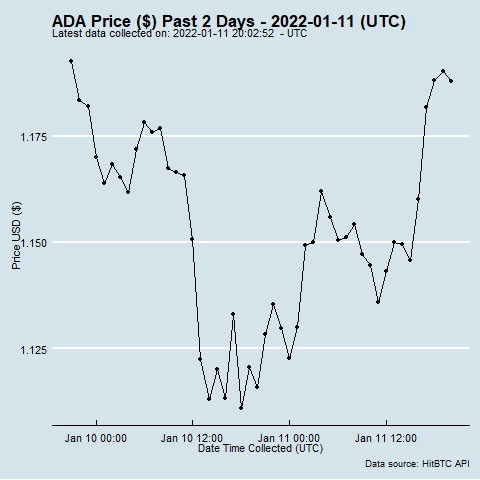 ADA Price ($) Past 2 Days - 2022-01-11 (UTC)
Latest data collected on: 2022-01-11 20:02:52 - UTC
1.175
1.150
1.125
Price USD ($)
Jan 10 00:00 Jan 10 12:00 Jan 11 00:00 Jan 11 12:00
Date Time Collected (UTC)
Data source: HitBTC API